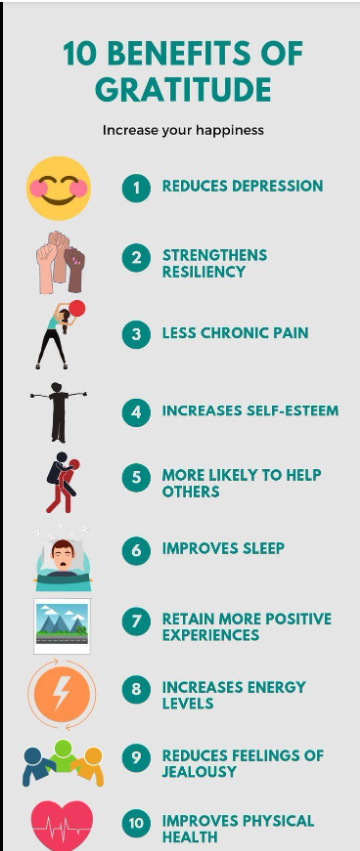 10 BENEFITS OF
GRATITUDE
Increase your happiness
1 REDUCES DEPRESSION
2 STRENGTHENS
RESILIENCY
3 LESS CHRONIC PAIN
4 INCREASES SELF-ESTEEM
5 MORE LIKELY TO HELP
OTHERS
6 IMPROVES SLEEP
7 RETAIN MORE POSITIVE
EXPERIENCES
8 INCREASES ENERGY
LEVELS
9 REDUCES FEELINGS OF
JEALOUSY
10 IMPROVES PHYSICAL
HEALTH